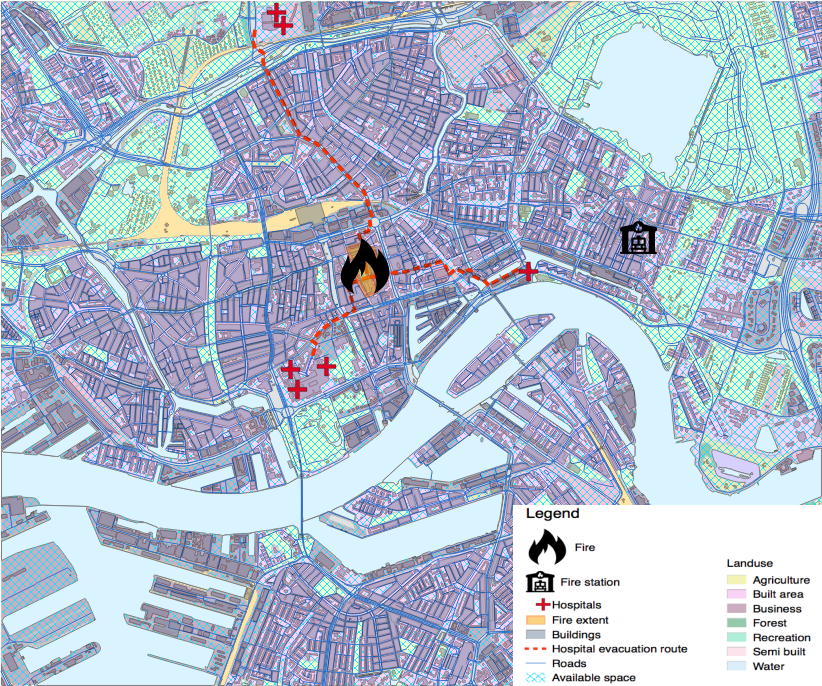 Legend
Fire
Fire station
Hospitals
Fire extent
Buildings
Hospital evacuation route
Roads
Available space
Landuse
Agriculture
Built area
Business
Forest
Recreation
Semi built
Water